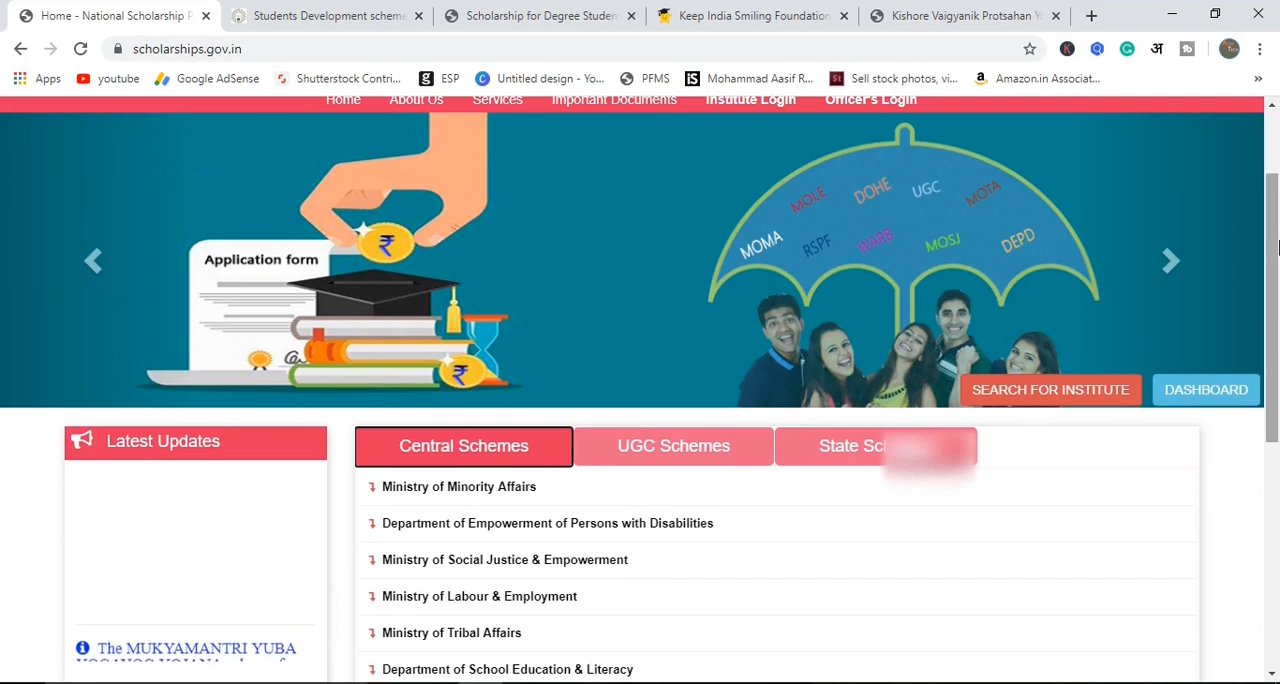 Home - National Scholarship P
Students Development scheme
Scholarship for Degree Studen
Keep India Smiling Foundation
Kishore Vaigyanik Protsahan Yo
scholarships.gov.in
Apps
youtube
Google AdSense
Shutterstock Contri...
ESP
Untitled design - Yo...
PFMS
Mohammad Aasif R...
Sell stock photos, vi...
Amazon.in Associat...
Home
About Us
Services
Important Documents
Institute Login
Officer's Login
Application form
MOLE
DOHE
UGC
MOTA
MOMA
RSPF
WARB
MOSJ
DEPD
SEARCH FOR INSTITUTE
DASHBOARD
Latest Updates
Central Schemes
UGC Schemes
State Sc
Ministry of Minority Affairs
Department of Empowerment of Persons with Disabilities
Ministry of Social Justice & Empowerment
Ministry of Labour & Employment
Ministry of Tribal Affairs
Department of School Education & Literacy
The MUKYAMANTRI YUBA